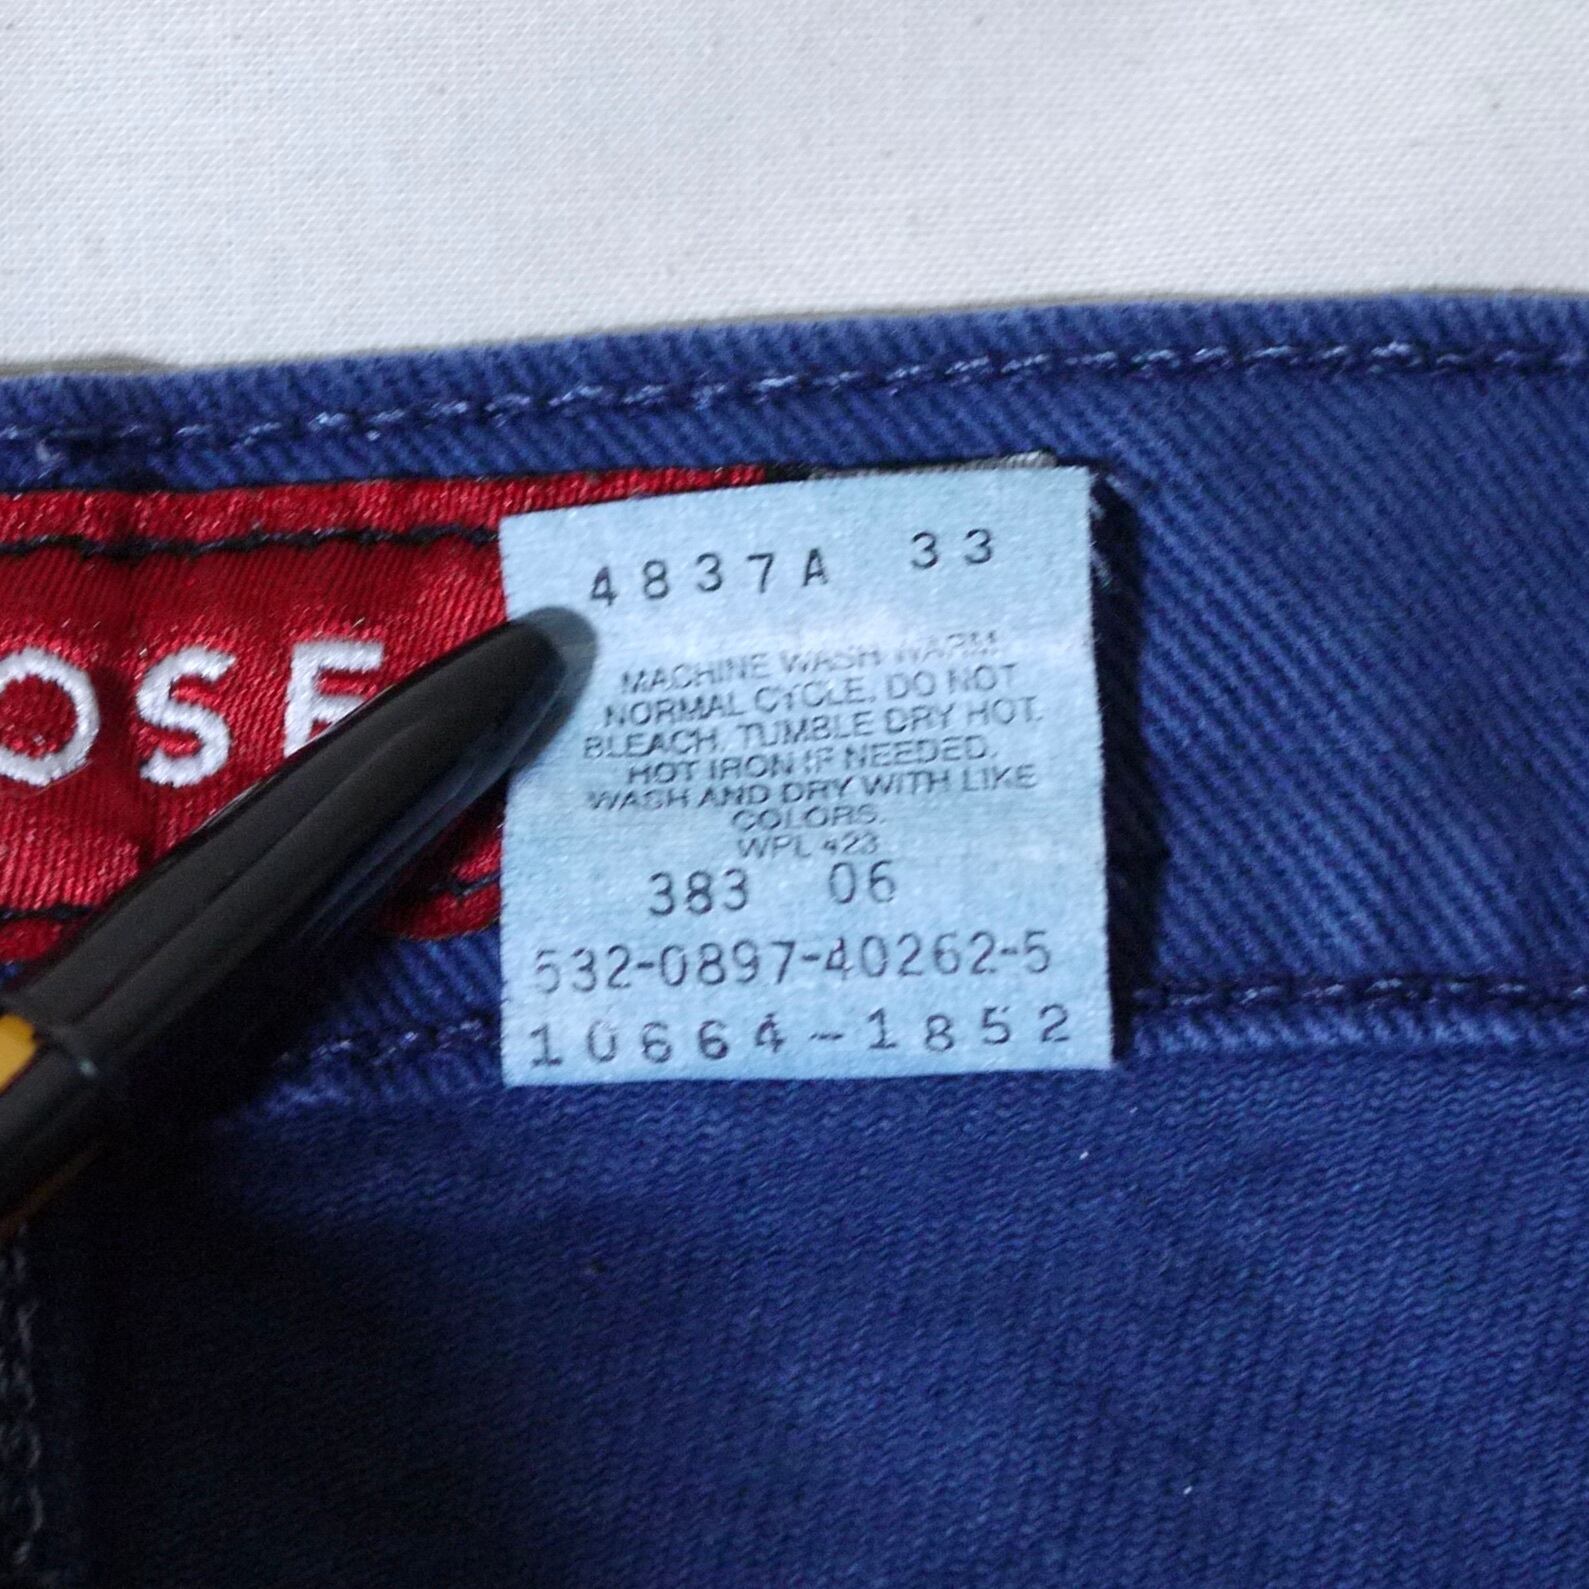 4837A 33
OSE
MACHINE WASH WARM
NORMAL CYCLE. DO NOT
BLEACH. TUMBLE DRY HOT.
HOT IRON IF NEEDED.
WASH AND DRY WITH LIKE
COLORS.
WPL 423
383 06
532-0897-40262-5
10664-1852